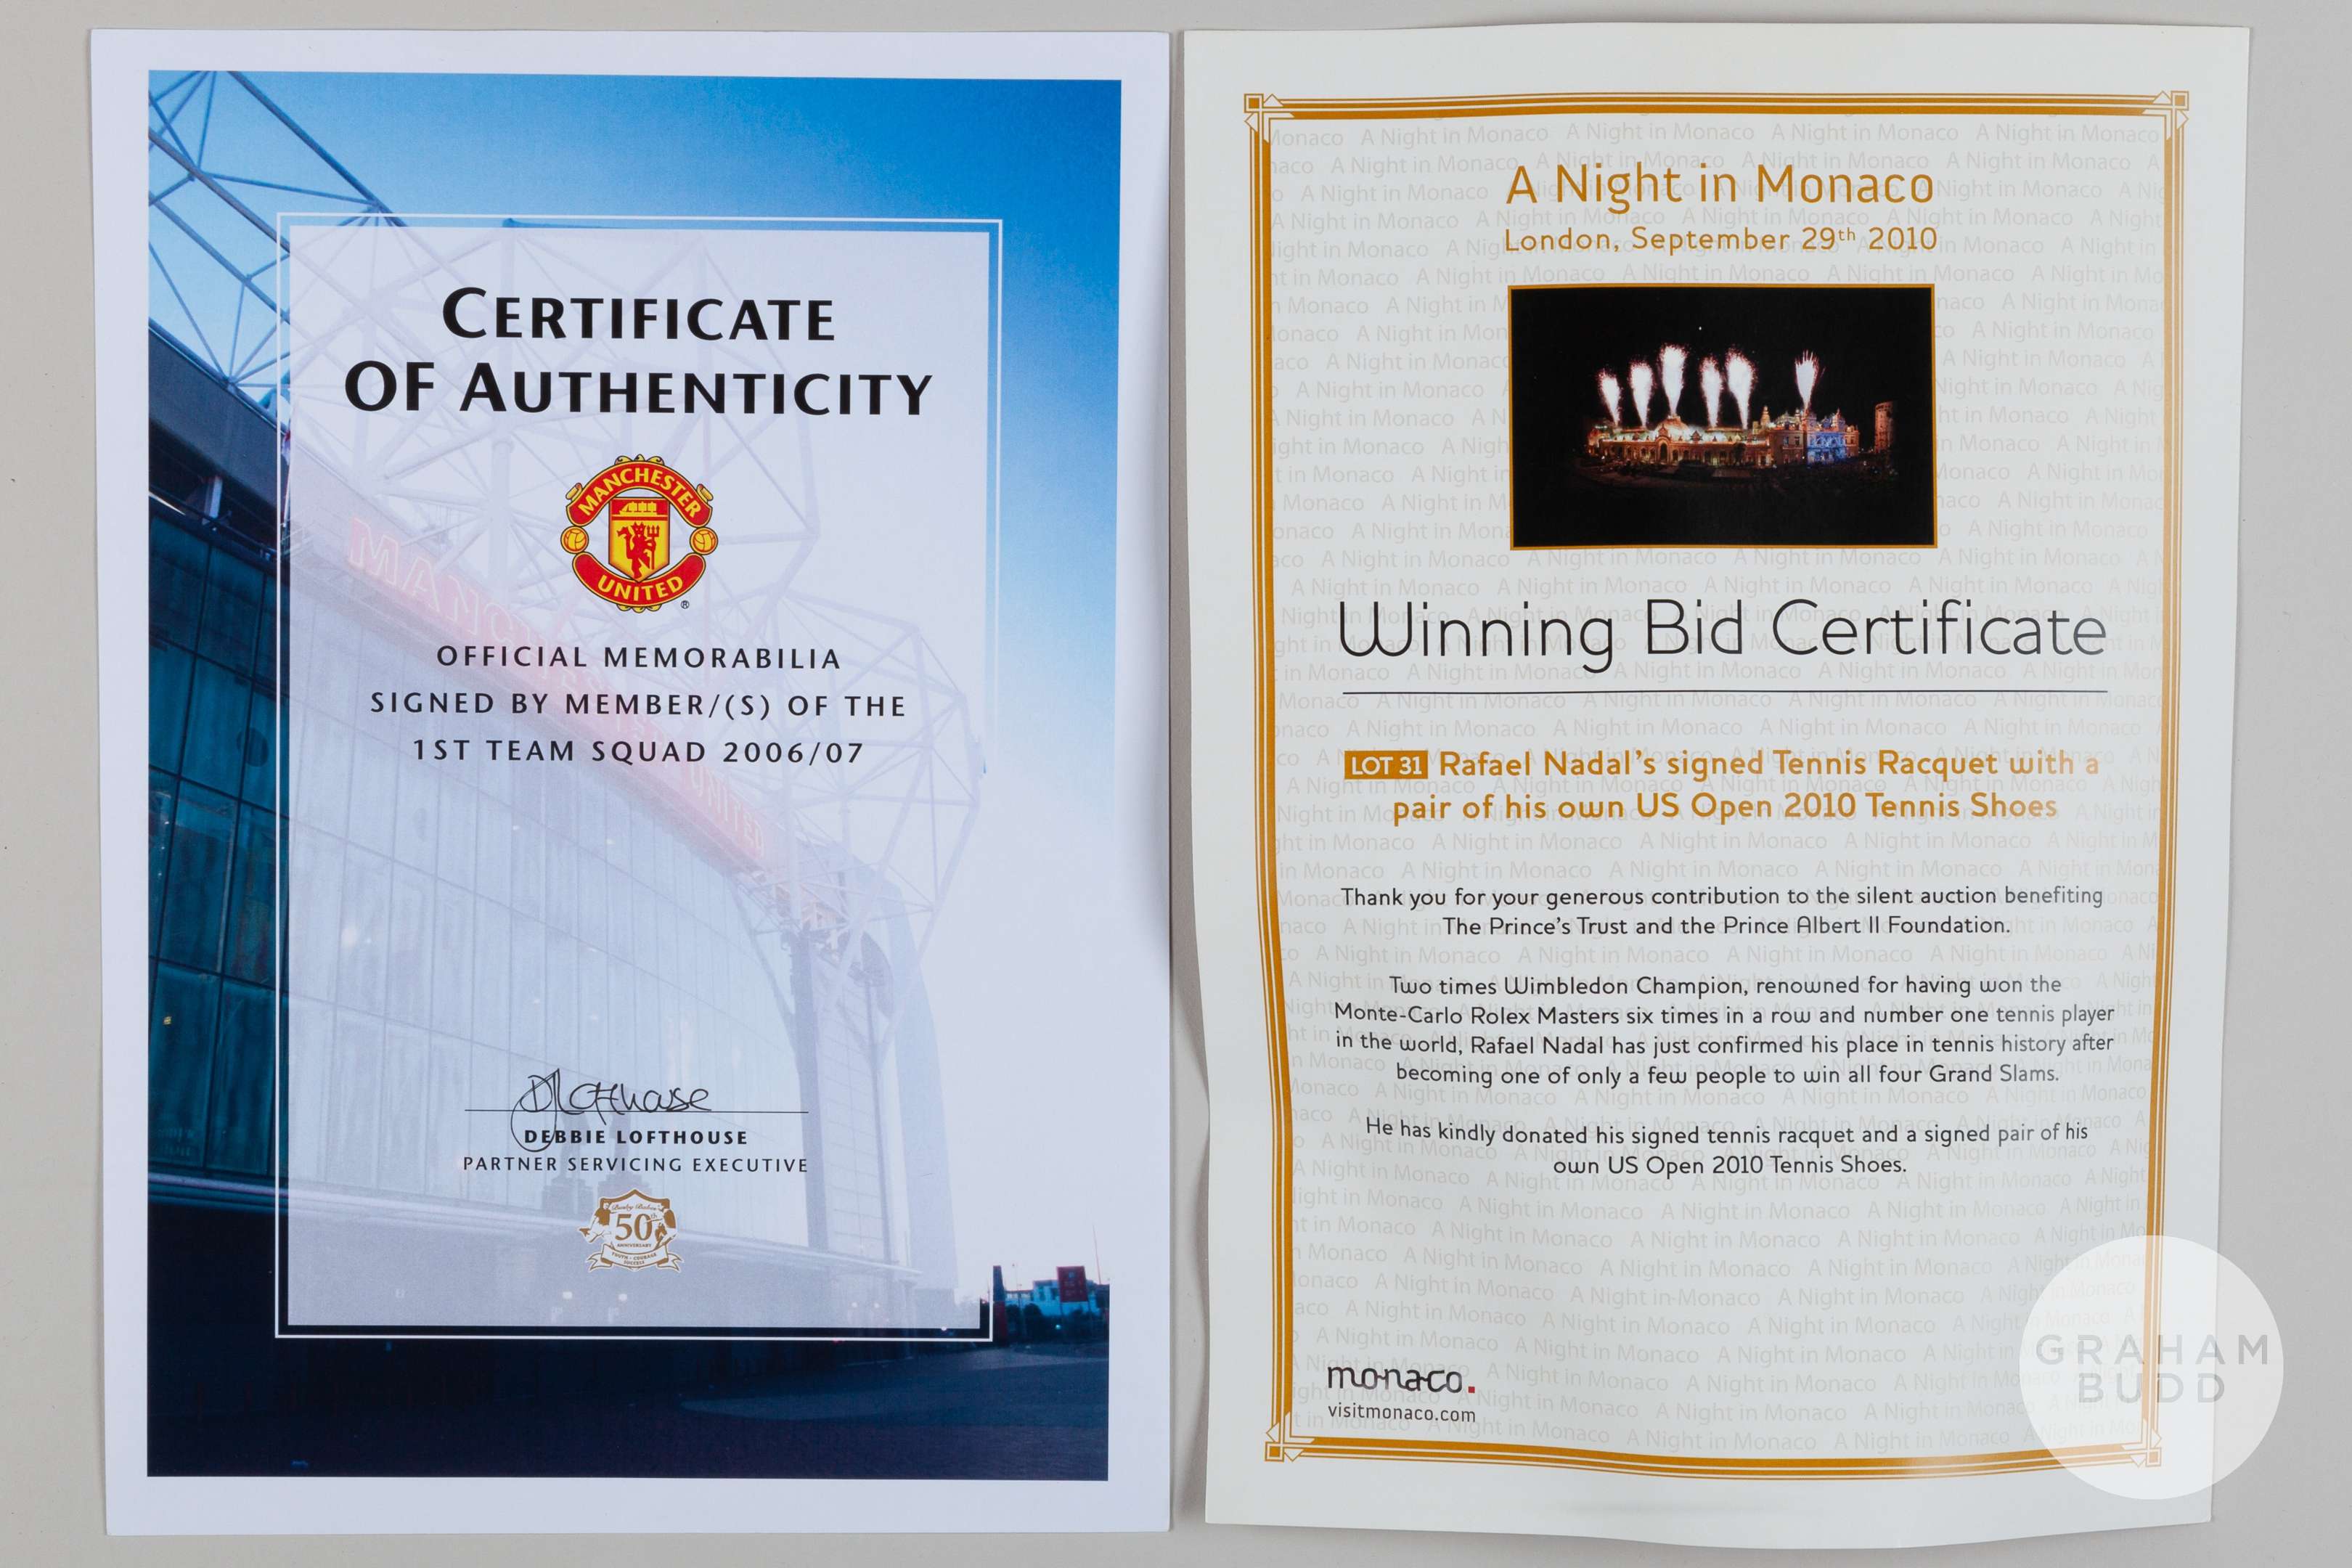 CERTIFICATE
OF AUTHENTICITY
MANCHESTER
UNITED
®
OFFICIAL MEMORABILIA
SIGNED BY MEMBER/(S) OF THE
1ST TEAM SQUAD 2006/07
DLofthouse
DEBBIE LOFTHOUSE
PARTNER SERVICING EXECUTIVE
50th
ANNIVERSARY
A Night in Monaco
London, September 29th 2010
Winning Bid Certificate
LOT 31 Rafael Nadal's signed Tennis Racquet with a
pair of his own US Open 2010 Tennis Shoes
Thank you for your generous contribution to the silent auction benefiting
The Prince's Trust and the Prince Albert II Foundation.
Two times Wimbledon Champion, renowned for having won the
Monte-Carlo Rolex Masters six times in a row and number one tennis player
in the world, Rafael Nadal has just confirmed his place in tennis history after
becoming one of only a few people to win all four Grand Slams.
He has kindly donated his signed tennis racquet and a signed pair of his
own US Open 2010 Tennis Shoes.
monaco.
visitmonaco.com
GRAHAM
BUDD